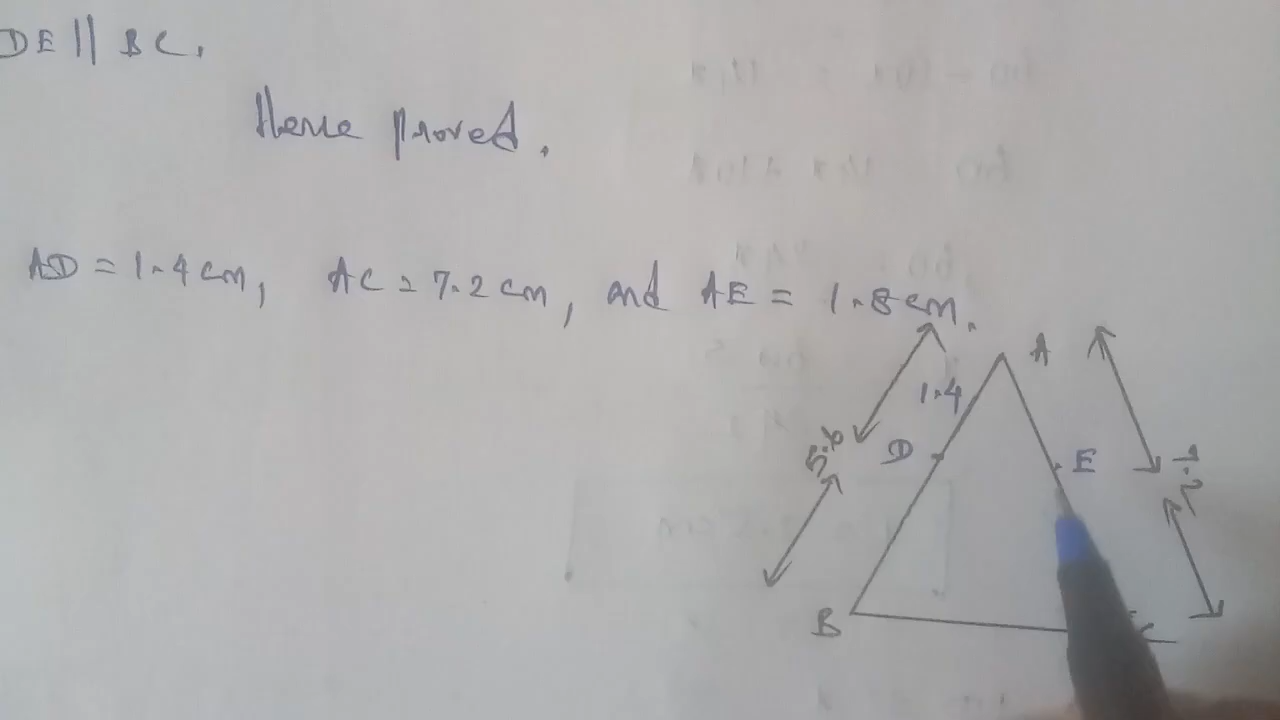 DE || BC.
Hence proved.
AD = 1.4 cm, AC = 7.2 cm, and AE = 1.8 cm.
A
1.4
5.6
D
E
7.2
B
C